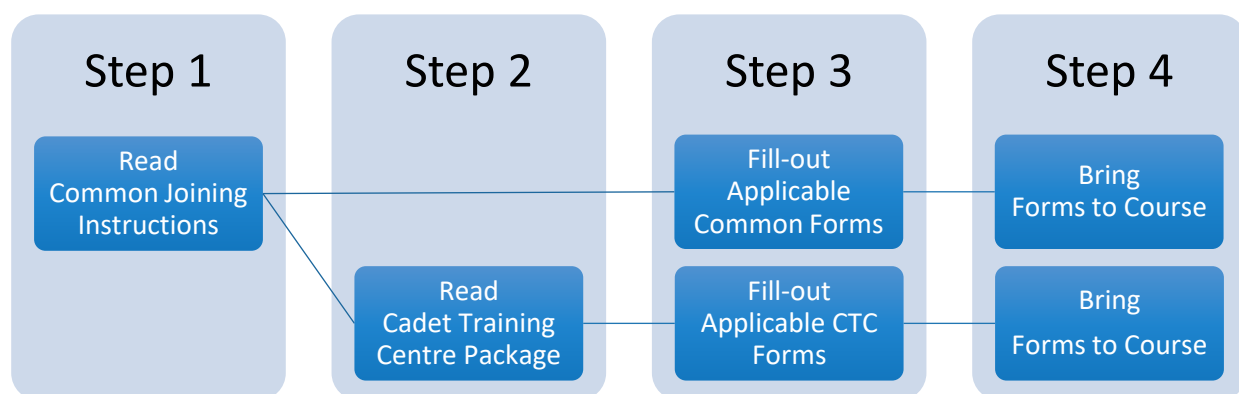 Step 1
Step 2
Step 3
Step 4
Read
Common Joining
Instructions
Fill-out
Applicable
Common Forms
Bring
Forms to Course
Read
Cadet Training
Centre Package
Fill-out
Applicable CTC
Forms
Bring
Forms to Course